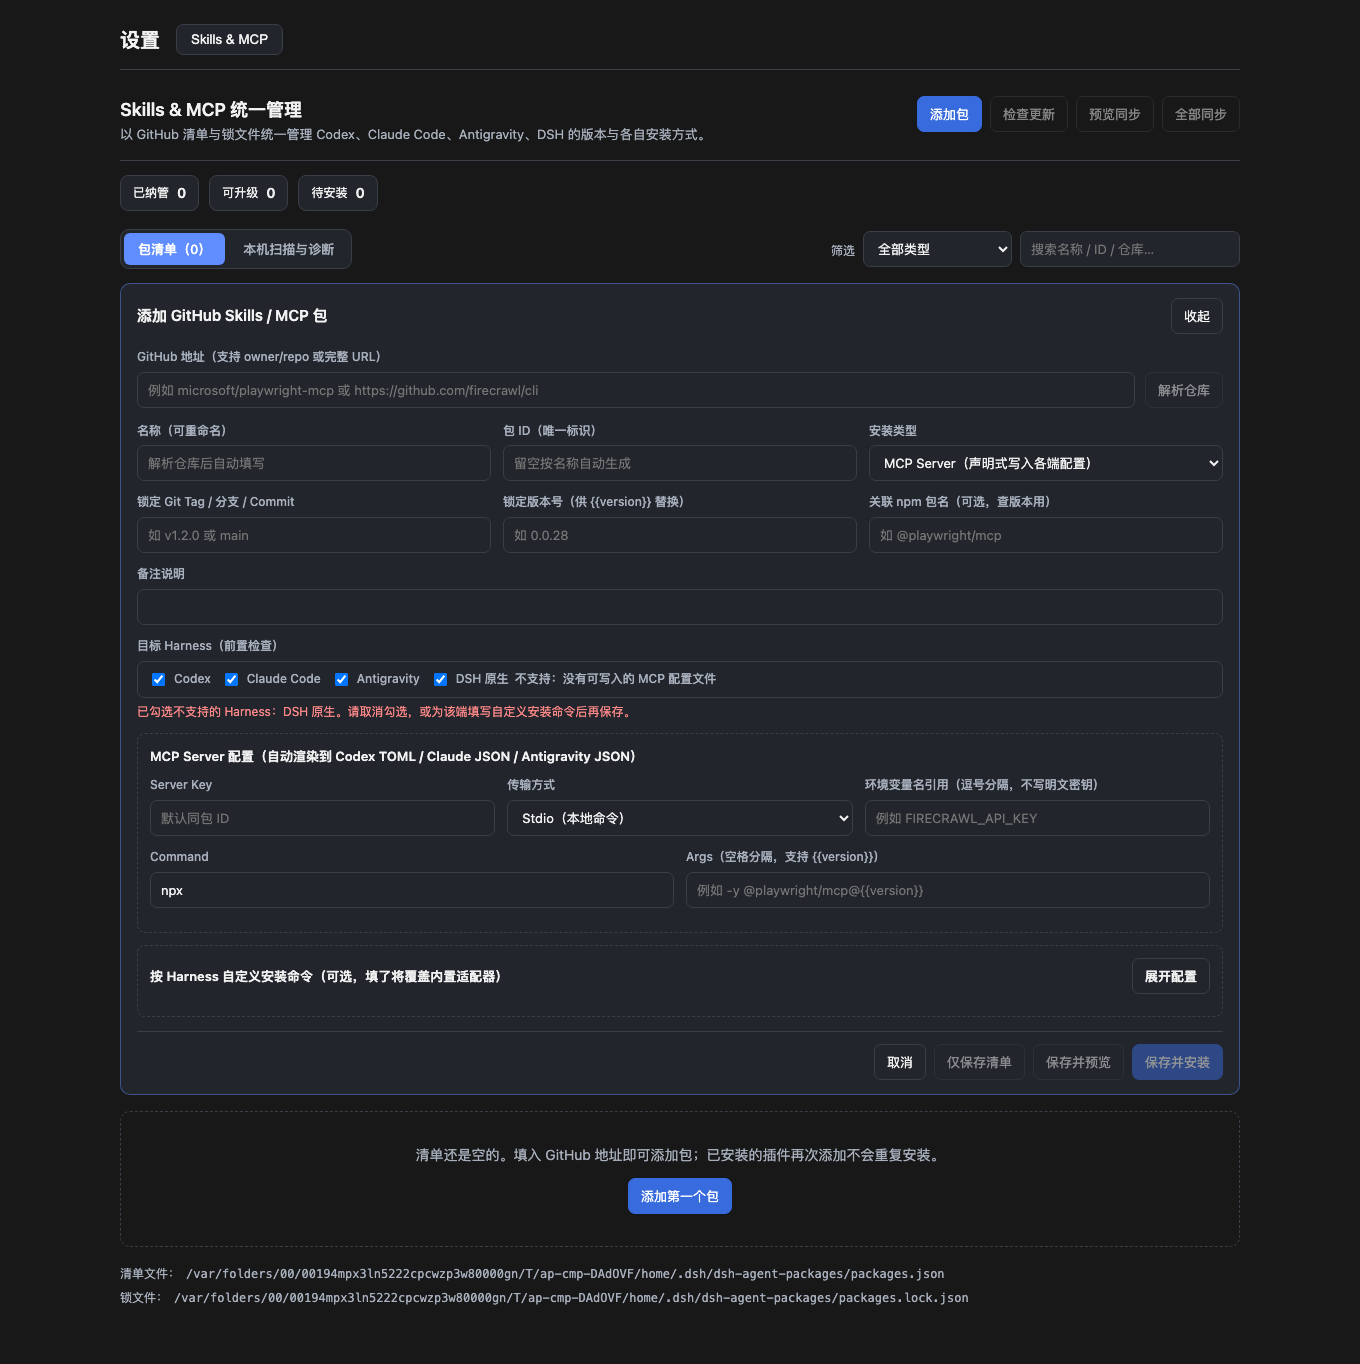 设置
Skills & MCP
Skills & MCP 统一管理
以 GitHub 清单与锁文件统一管理 Codex、Claude Code、Antigravity、DSH 的版本与各自安装方式。
添加包
检查更新
预览同步
全部同步
已纳管 0
可升级 0
待安装 0
包清单（0）
本机扫描与诊断
筛选
全部类型
搜索名称 / ID / 仓库...
添加 GitHub Skills / MCP 包
收起
GitHub 地址（支持 owner/repo 或完整 URL）
例如 microsoft/playwright-mcp 或 https://github.com/firecrawl/cli
解析仓库
名称（可重命名）
包 ID（唯一标识）
安装类型
解析仓库后自动填写
留空按名称自动生成
MCP Server（声明式写入各端配置）
锁定 Git Tag / 分支 / Commit
锁定版本号（供 {{version}} 替换）
关联 npm 包名（可选，查版本用）
如 v1.2.0 或 main
如 0.0.28
如 @playwright/mcp
备注说明
目标 Harness（前置检查）
Codex
Claude Code
Antigravity
DSH 原生 不支持：没有可写入的 MCP 配置文件
已勾选不支持的 Harness：DSH 原生。请取消勾选，或为该端填写自定义安装命令后再保存。
MCP Server 配置（自动渲染到 Codex TOML / Claude JSON / Antigravity JSON）
Server Key
传输方式
环境变量名引用（逗号分隔，不写明文密钥）
默认同包 ID
Stdio（本地命令）
例如 FIRECRAWL_API_KEY
Command
Args（空格分隔，支持 {{version}}）
npx
例如 -y @playwright/mcp@{{version}}
按 Harness 自定义安装命令（可选，填了将覆盖内置适配器）
展开配置
取消
仅保存清单
保存并预览
保存并安装
清单还是空的。填入 GitHub 地址即可添加包；已安装的插件再次添加不会重复安装。
添加第一个包
清单文件： /var/folders/00/00194mpx3ln5222cpcwzp3w80000gn/T/ap-cmp-DAdOVF/home/.dsh/dsh-agent-packages/packages.json
锁文件： /var/folders/00/00194mpx3ln5222cpcwzp3w80000gn/T/ap-cmp-DAdOVF/home/.dsh/dsh-agent-packages/packages.lock.json